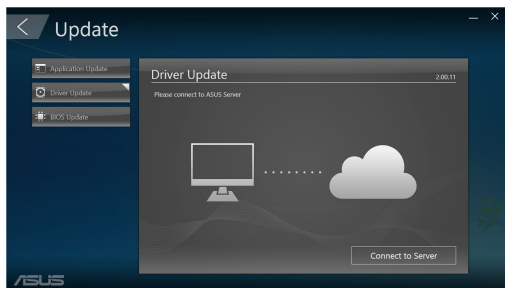 Update
Application Update
Driver Update
BIOS Update
Driver Update
2.00.11
Please connect to ASUS Server
Connect to Server
ASUS